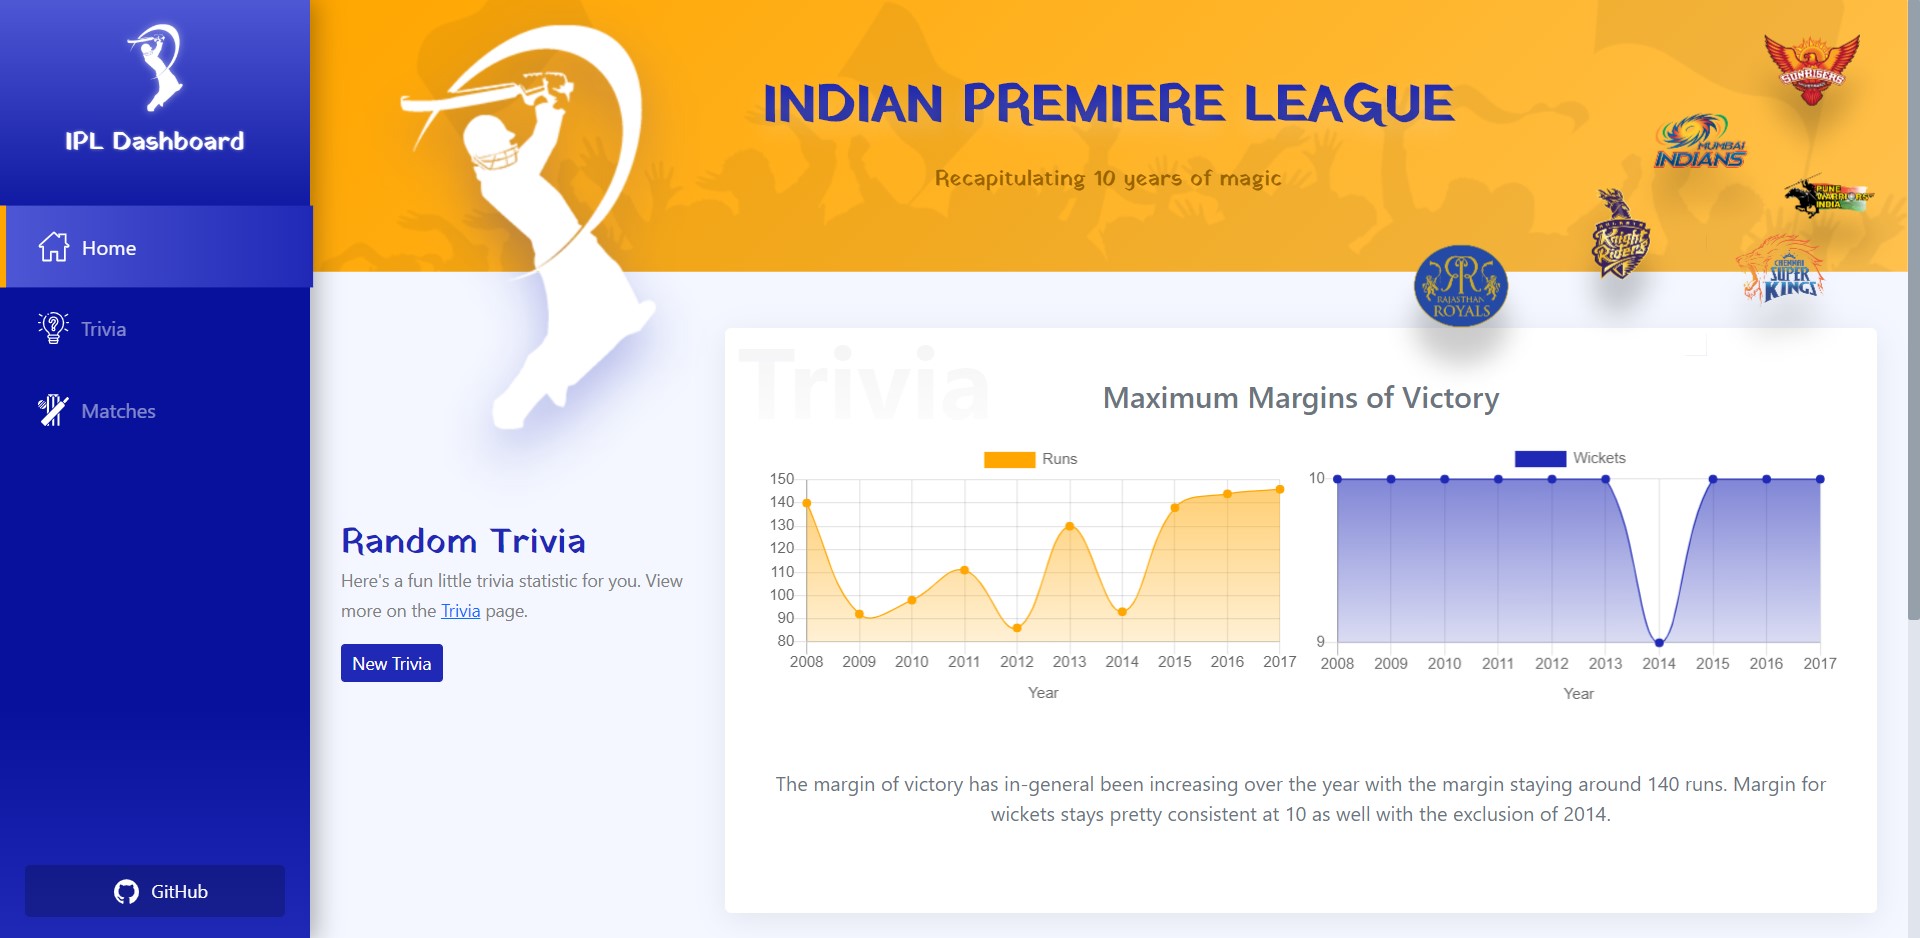 IPL Dashboard
Home
Trivia
Matches
GitHub
INDIAN PREMIERE LEAGUE
Recapitulating 10 years of magic
SUNRISERS
MUMBAI
INDIANS
PUNE
WARRIORS
INDIA
Knight
Riders
CHENNAI
SUPER
KINGS
RAJASTHAN
ROYALS
Random Trivia
Here's a fun little trivia statistic for you. View
more on the Trivia page.
New Trivia
Trivia
Maximum Margins of Victory
Runs
150
140
130
120
110
100
90
80
2008 2009 2010 2011 2012 2013 2014 2015 2016 2017
Year
Wickets
10
9
2008 2009 2010 2011 2012 2013 2014 2015 2016 2017
Year
The margin of victory has in-general been increasing over the year with the margin staying around 140 runs. Margin for
wickets stays pretty consistent at 10 as well with the exclusion of 2014.